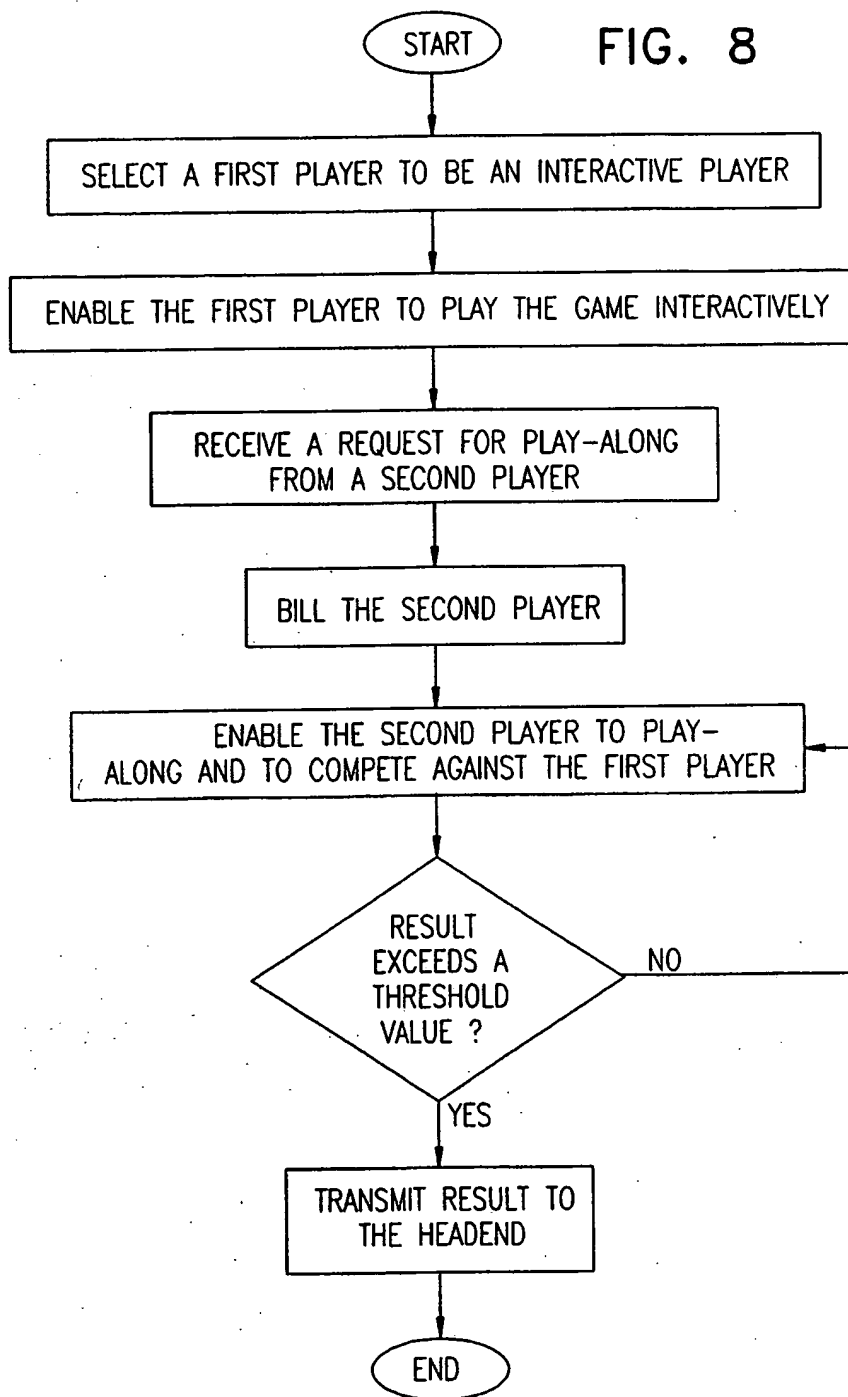 START
FIG. 8
SELECT A FIRST PLAYER TO BE AN INTERACTIVE PLAYER
ENABLE THE FIRST PLAYER TO PLAY THE GAME INTERACTIVELY
RECEIVE A REQUEST FOR PLAY-ALONG
FROM A SECOND PLAYER
BILL THE SECOND PLAYER
ENABLE THE SECOND PLAYER TO PLAY-
ALONG AND TO COMPETE AGAINST THE FIRST PLAYER
RESULT
EXCEEDS A
THRESHOLD
VALUE ?
NO
YES
TRANSMIT RESULT TO
THE HEADEND
END